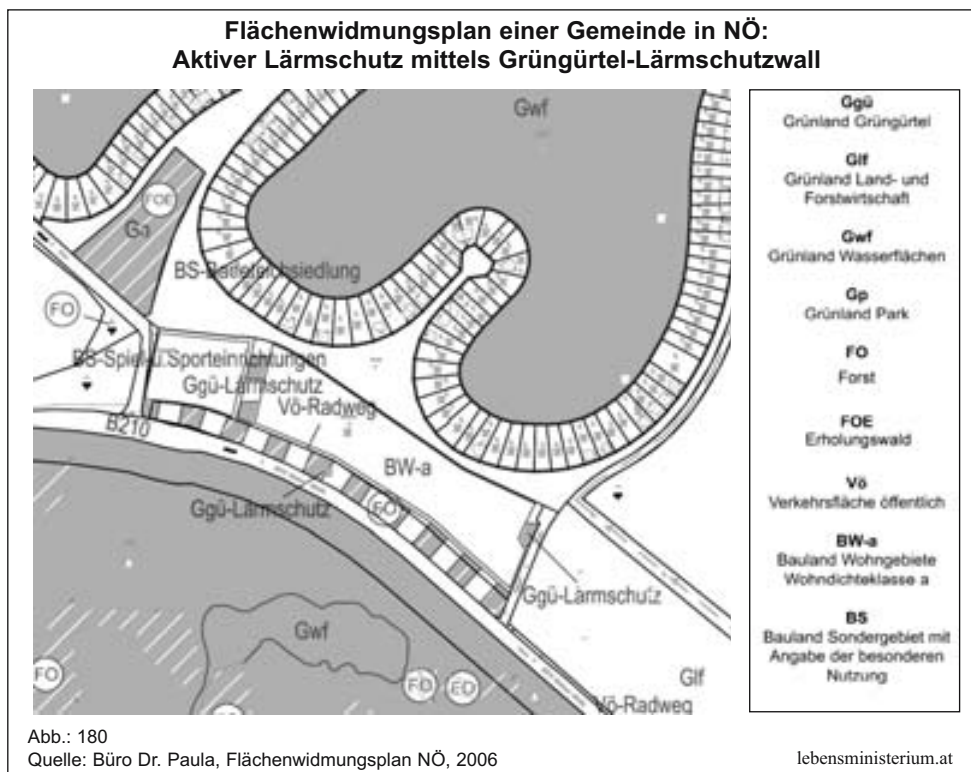 Flächenwidmungsplan einer Gemeinde in NÖ:
Aktiver Lärmschutz mittels Grüngürtel-Lärmschutzwall
Gwf
FOE
BS-Badeteichsiedlung
FO
BS-Spiel-u.Sporteinrichtungen
Ggü-Lärmschutz
Vö-Radweg
B210
BW-a
Ggü-Lärmschutz
FO
Ggü-Lärmschutz
Gwf
FO
FO
Glf
Vö-Radweg
Ggü
Grünland Grüngürtel
Glf
Grünland Land- und
Forstwirtschaft
Gwf
Grünland Wasserflächen
Gp
Grünland Park
FO
Forst
FOE
Erholungswald
Vö
Verkehrsfläche öffentlich
BW-a
Bauland Wohngebiete
Wohndichteklasse a
BS
Bauland Sondergebiet mit
Angabe der besonderen
Nutzung
Abb.: 180
Quelle: Büro Dr. Paula, Flächenwidmungsplan NÖ, 2006
lebensministerium.at